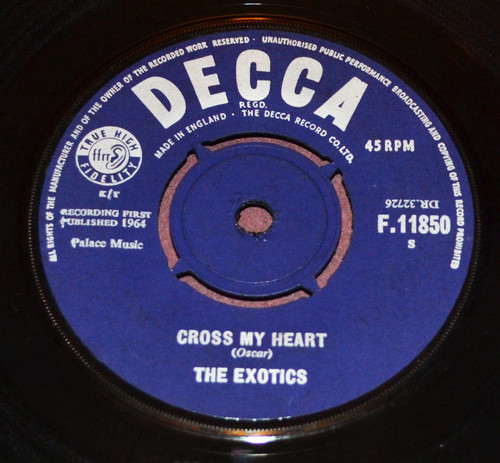 ALL RIGHTS OF THE MANUFACTURER AND OF THE OWNER OF THE RECORDED WORK RESERVED · UNAUTHORISED PUBLIC PERFORMANCE BROADCASTING AND COPYING OF THIS RECORD PROHIBITED
DECCA
REGD.
MADE IN ENGLAND · THE DECCA RECORD CO. LTD.
TRUE HIGH
ffrr
FIDELITY
45 RPM
DR.32726
RECORDING FIRST
PUBLISHED 1964
F.11850
S
Palace Music
CROSS MY HEART
(Oscar)
THE EXOTICS